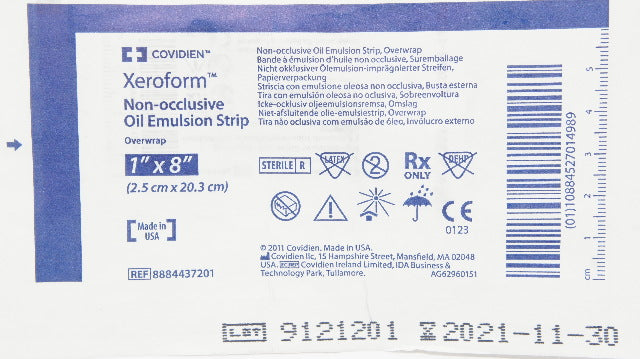 COVIDIEN™
Xeroform™
Non-occlusive
Oil Emulsion Strip
Overwrap
1" x 8"
(2.5 cm x 20.3 cm)
Made in
USA
REF 8884437201
Non-occlusive Oil Emulsion Strip, Overwrap
Bande à émulsion d'huile non occlusive, Suremballage
Nicht okklusiver Ölemulsion-imprägnierter Streifen,
Papierverpackung
Striscia con emulsione oleosa non occlusiva, Busta esterna
Tira con emulsión oleosa no oclusiva, Sobreenvoltura
Icke-ocklusiv oljeemulsionsremsa, Omslag
Niet-afsluitende olie-emulsiestrip, Overwrap
Tira não oclusiva com emulsão de óleo, Invólucro externo
STERILE R
LATEX
2
Rx
ONLY
DEHP
CE
0123
© 2011 Covidien. Made in USA.
Covidien llc, 15 Hampshire Street, Mansfield, MA 02048
USA. EC REP Covidien Ireland Limited, IDA Business &
Technology Park, Tullamore.
AG62960151
(01)10884527014989
cm 1 2 3 4 5
LOT 9121201 2021-11-30